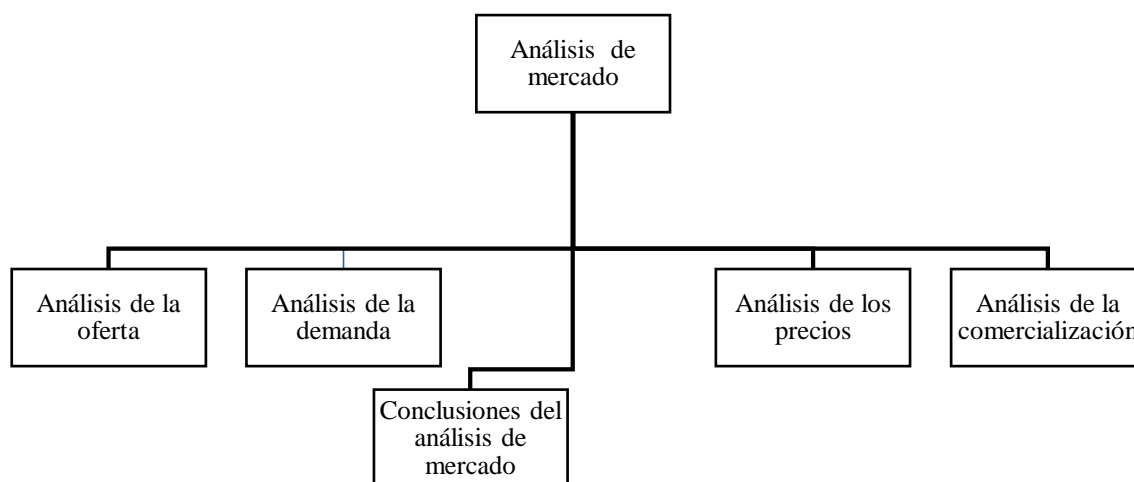 Análisis de
mercado
Análisis de la
oferta
Análisis de la
demanda
Análisis de los
precios
Análisis de la
comercialización
Conclusiones del
análisis de
mercado